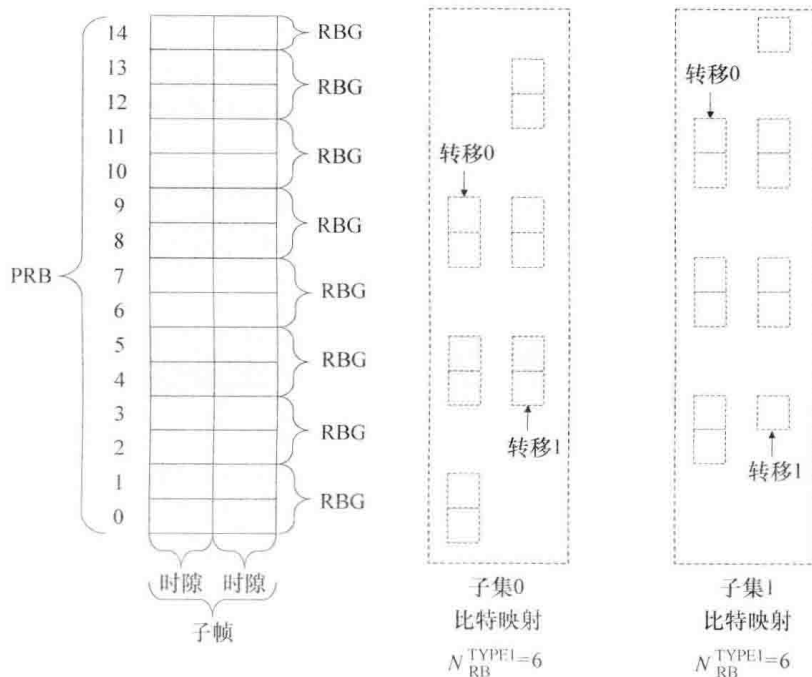 14
13
12
11
10
9
8
7
6
5
4
3
2
1
0
PRB
RBG
RBG
RBG
RBG
RBG
RBG
RBG
RBG
时隙 时隙
子帧
转移0
转移1
子集0
比特映射
N_RB^TYPE1=6
转移0
转移1
子集1
比特映射
N_RB^TYPE1=6